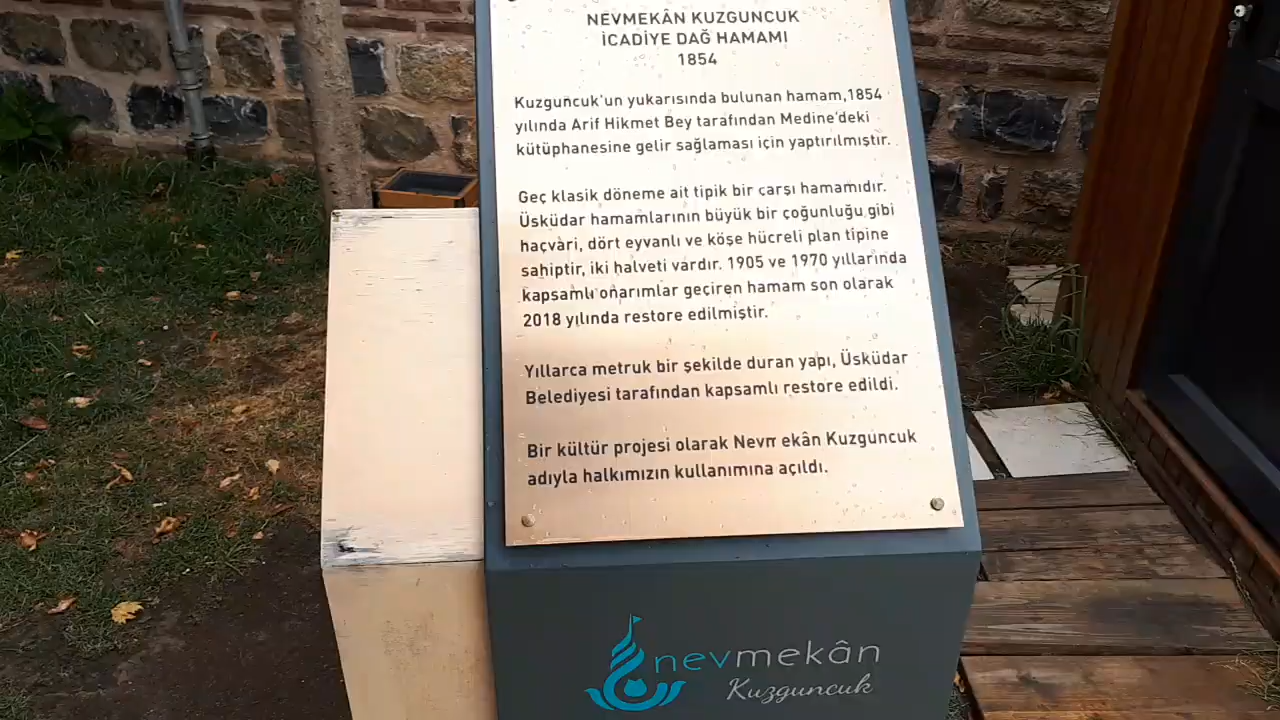 NEVMEKÂN KUZGUNCUK
İCADİYE DAĞ HAMAMI
1854
Kuzguncuk'un yukarısında bulunan hamam,1854
yılında Arif Hikmet Bey tarafından Medine'deki
kütüphanesine gelir sağlaması için yaptırılmıştır.
Geç klasik döneme ait tipik bir çarşı hamamıdır.
Üsküdar hamamlarının büyük bir çoğunluğu gibi
haçvari, dört eyvanlı ve köşe hücreli plan tipine
sahiptir, iki halveti vardır. 1905 ve 1970 yıllarında
kapsamlı onarımlar geçiren hamam son olarak
2018 yılında restore edilmiştir.
Yıllarca metruk bir şekilde duran yapı, Üsküdar
Belediyesi tarafından kapsamlı restore edildi.
Bir kültür projesi olarak Nevmekân Kuzguncuk
adıyla halkımızın kullanımına açıldı.
nevmekân
Kuzguncuk